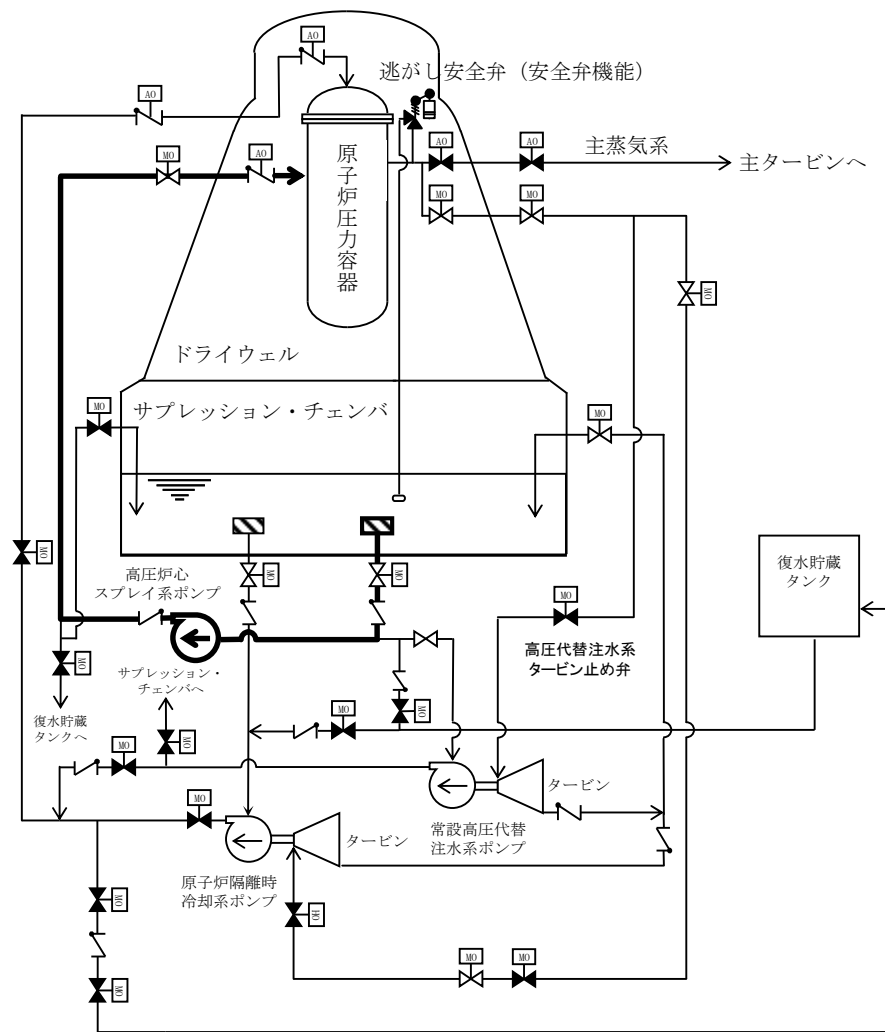 AO
逃がし安全弁（安全弁機能）
AO
原子炉圧力容器
AO
AO
主蒸気系
主タービンへ
MO
AO
MO
MO
MO
ドライウェル
サプレッション・チェンバ
MO
MO
復水貯蔵
タンク
MO
高圧炉心
スプレイ系ポンプ
MO
MO
MO
高圧代替注水系
タービン止め弁
MO
サプレッション・
チェンバへ
復水貯蔵
タンクへ
MO
MO
MO
MO
タービン
常設高圧代替
注水系ポンプ
MO
タービン
原子炉隔離時
冷却系ポンプ
MO
HO
MO
MO
MO